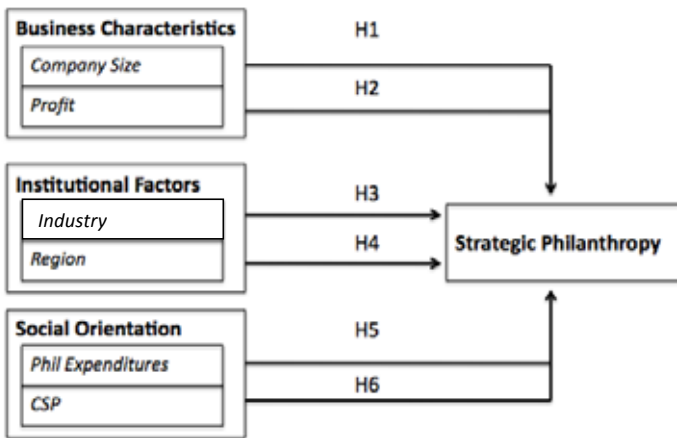 Business Characteristics
Company Size
Profit
H1
H2
Institutional Factors
Industry
Region
H3
H4
Strategic Philanthropy
Social Orientation
Phil Expenditures
CSP
H5
H6